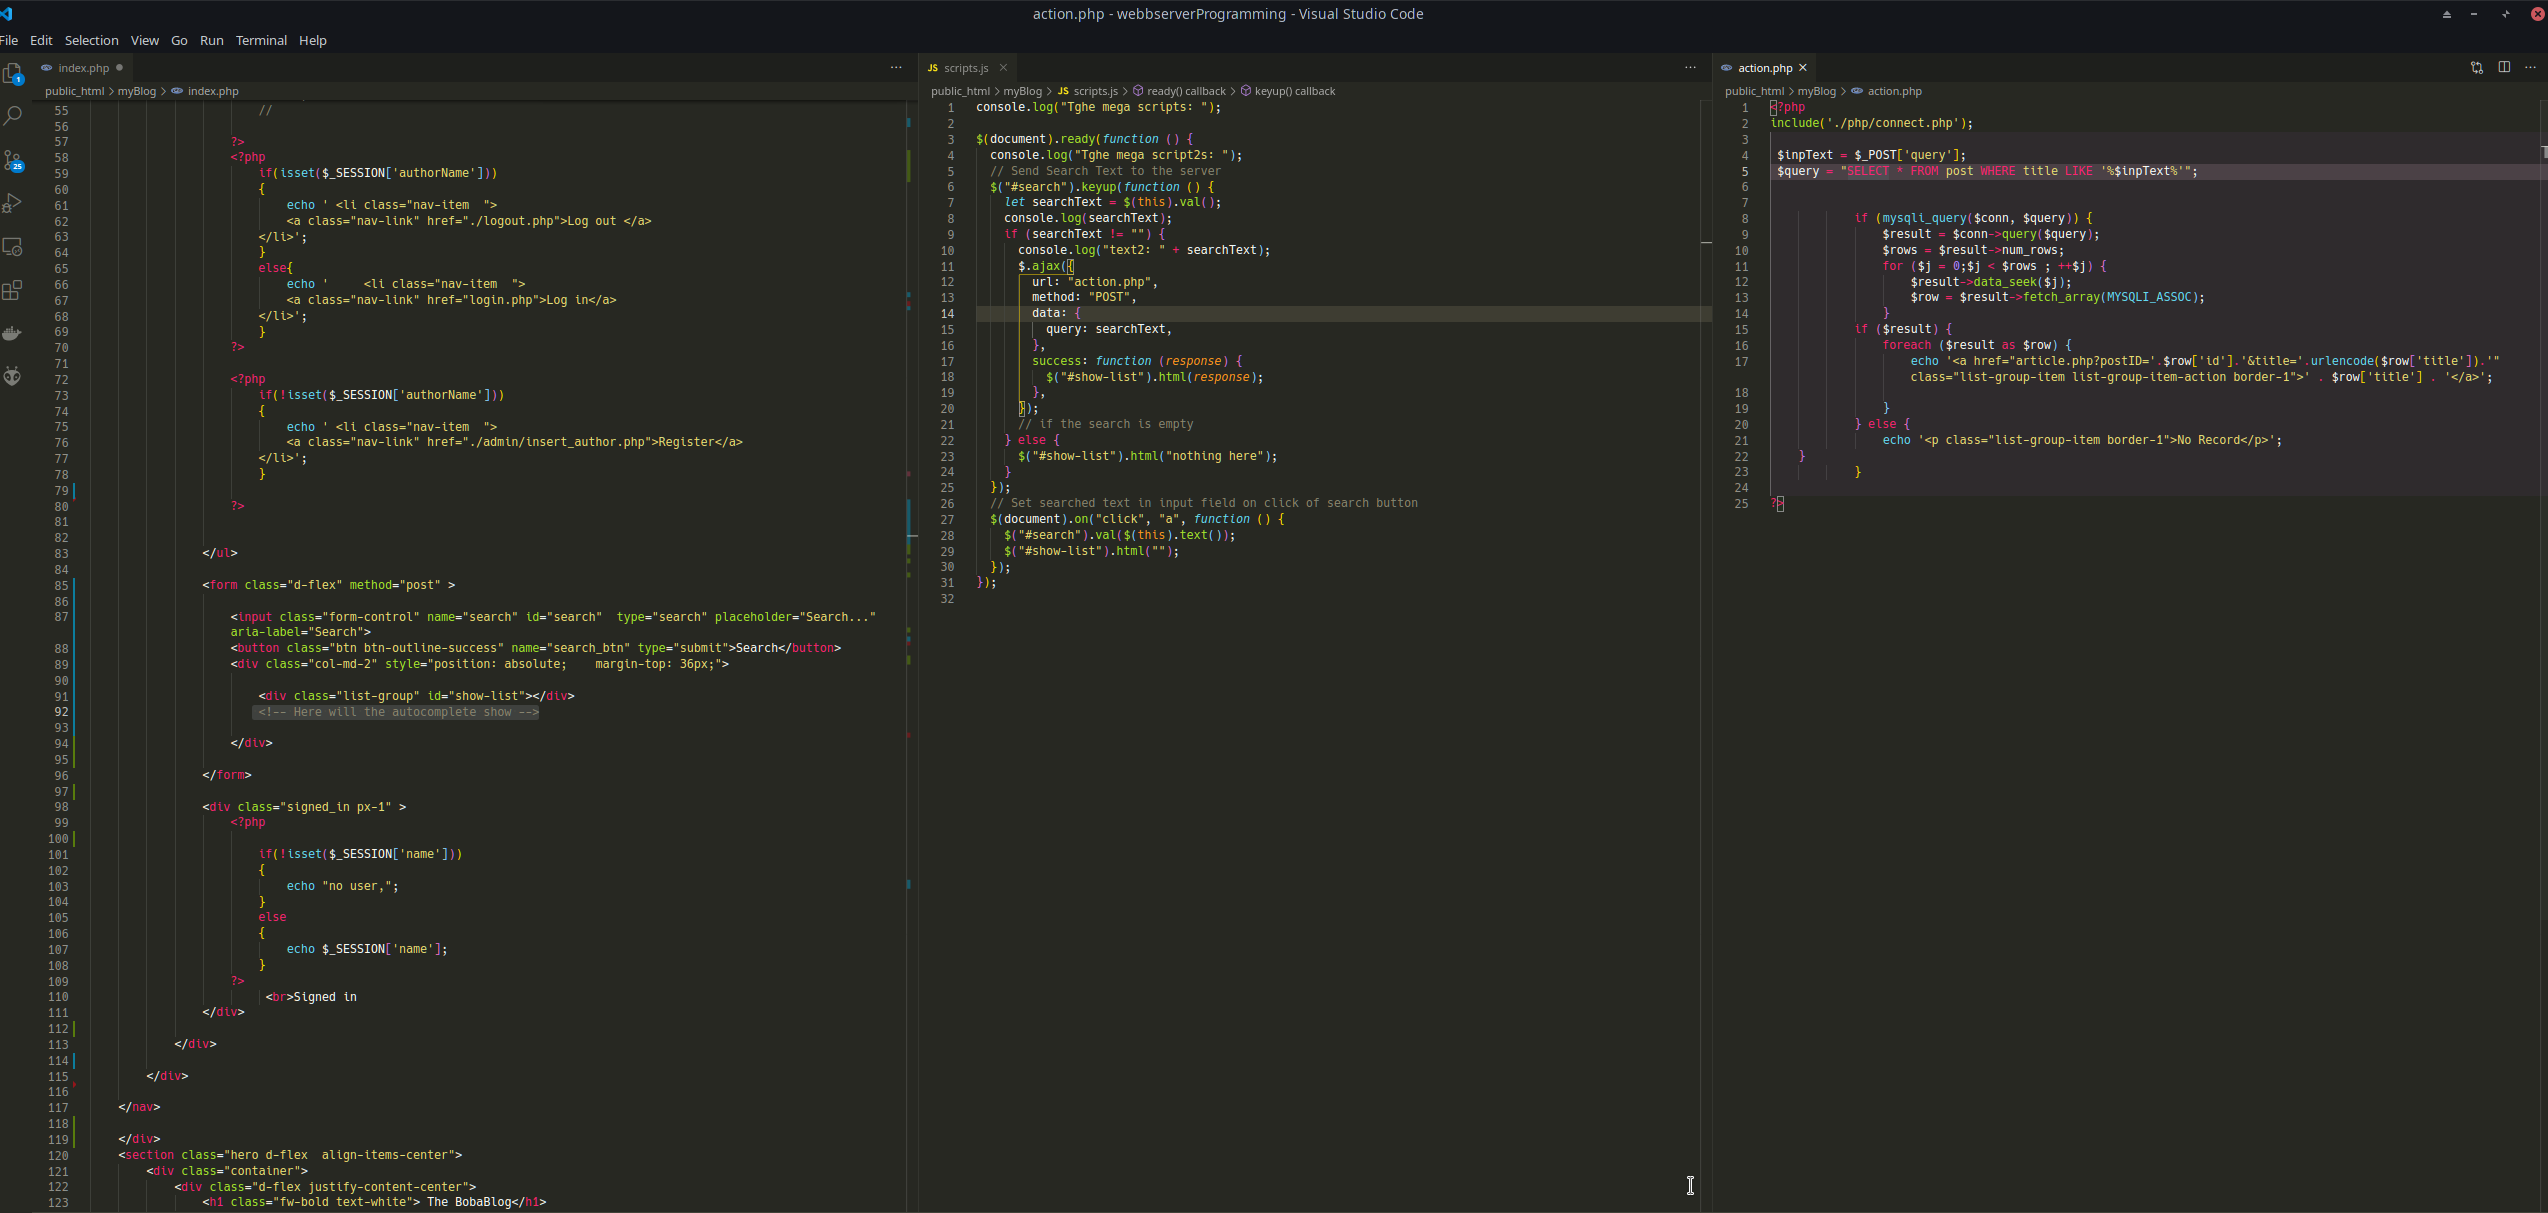 action.php - webbserverProgramming - Visual Studio Code
File Edit Selection View Go Run Terminal Help
index.php
public_html > myBlog > index.php
55 //
56
57 ?>
58 <?php
59 if(isset($_SESSION['authorName']))
60 {
61 echo ' <li class="nav-item  ">
62 <a class="nav-link" href="./logout.php">Log out </a>
63 </li>';
64 }
65 else{
66 echo '     <li class="nav-item  ">
67 <a class="nav-link" href="login.php">Log in</a>
68 </li>';
69 }
70 ?>
71
72 <?php
73 if(!isset($_SESSION['authorName']))
74 {
75 echo ' <li class="nav-item  ">
76 <a class="nav-link" href="./admin/insert_author.php">Register</a>
77 </li>';
78 }
79
80 ?>
81
82
83 </ul>
84
85 <form class="d-flex" method="post" >
86
87 <input class="form-control" name="search" id="search"  type="search" placeholder="Search..."
aria-label="Search">
88 <button class="btn btn-outline-success" name="search_btn" type="submit">Search</button>
89 <div class="col-md-2" style="position: absolute;    margin-top: 36px;">
90
91 <div class="list-group" id="show-list"></div>
92 <!-- Here will the autocomplete show -->
93
94 </div>
95
96 </form>
97
98 <div class="signed_in px-1" >
99 <?php
100
101 if(!isset($_SESSION['name']))
102 {
103 echo "no user,";
104 }
105 else
106 {
107 echo $_SESSION['name'];
108 }
109 ?>
110 <br>Signed in
111 </div>
112
113 </div>
114
115 </div>
116
117 </nav>
118
119 </div>
120 <section class="hero d-flex  align-items-center">
121 <div class="container">
122 <div class="d-flex justify-content-center">
123 <h1 class="fw-bold text-white"> The BobaBlog</h1>
JS scripts.js
public_html > myBlog > JS scripts.js > ready() callback > keyup() callback
1 console.log("Tghe mega scripts: ");
2
3 $(document).ready(function () {
4 console.log("Tghe mega script2s: ");
5 // Send Search Text to the server
6 $("#search").keyup(function () {
7 let searchText = $(this).val();
8 console.log(searchText);
9 if (searchText != "") {
10 console.log("text2: " + searchText);
11 $.ajax({
12 url: "action.php",
13 method: "POST",
14 data: {
15 query: searchText,
16 },
17 success: function (response) {
18 $("#show-list").html(response);
19 },
20 });
21 // if the search is empty
22 } else {
23 $("#show-list").html("nothing here");
24 }
25 });
26 // Set searched text in input field on click of search button
27 $(document).on("click", "a", function () {
28 $("#search").val($(this).text());
29 $("#show-list").html("");
30 });
31 });
32
action.php
public_html > myBlog > action.php
1 <?php
2 include('./php/connect.php');
3
4 $inpText = $_POST['query'];
5 $query = "SELECT * FROM post WHERE title LIKE '%$inpText%'";
6
7
8 if (mysqli_query($conn, $query)) {
9 $result = $conn->query($query);
10 $rows = $result->num_rows;
11 for ($j = 0;$j < $rows ; ++$j) {
12 $result->data_seek($j);
13 $row = $result->fetch_array(MYSQLI_ASSOC);
14 }
15 if ($result) {
16 foreach ($result as $row) {
17 echo '<a href="article.php?postID='.$row['id'].'&title='.urlencode($row['title']).'"
class="list-group-item list-group-item-action border-1">' . $row['title'] . '</a>';
18
19 }
20 } else {
21 echo '<p class="list-group-item border-1">No Record</p>';
22 }
23 }
24
25 ?>
1
25